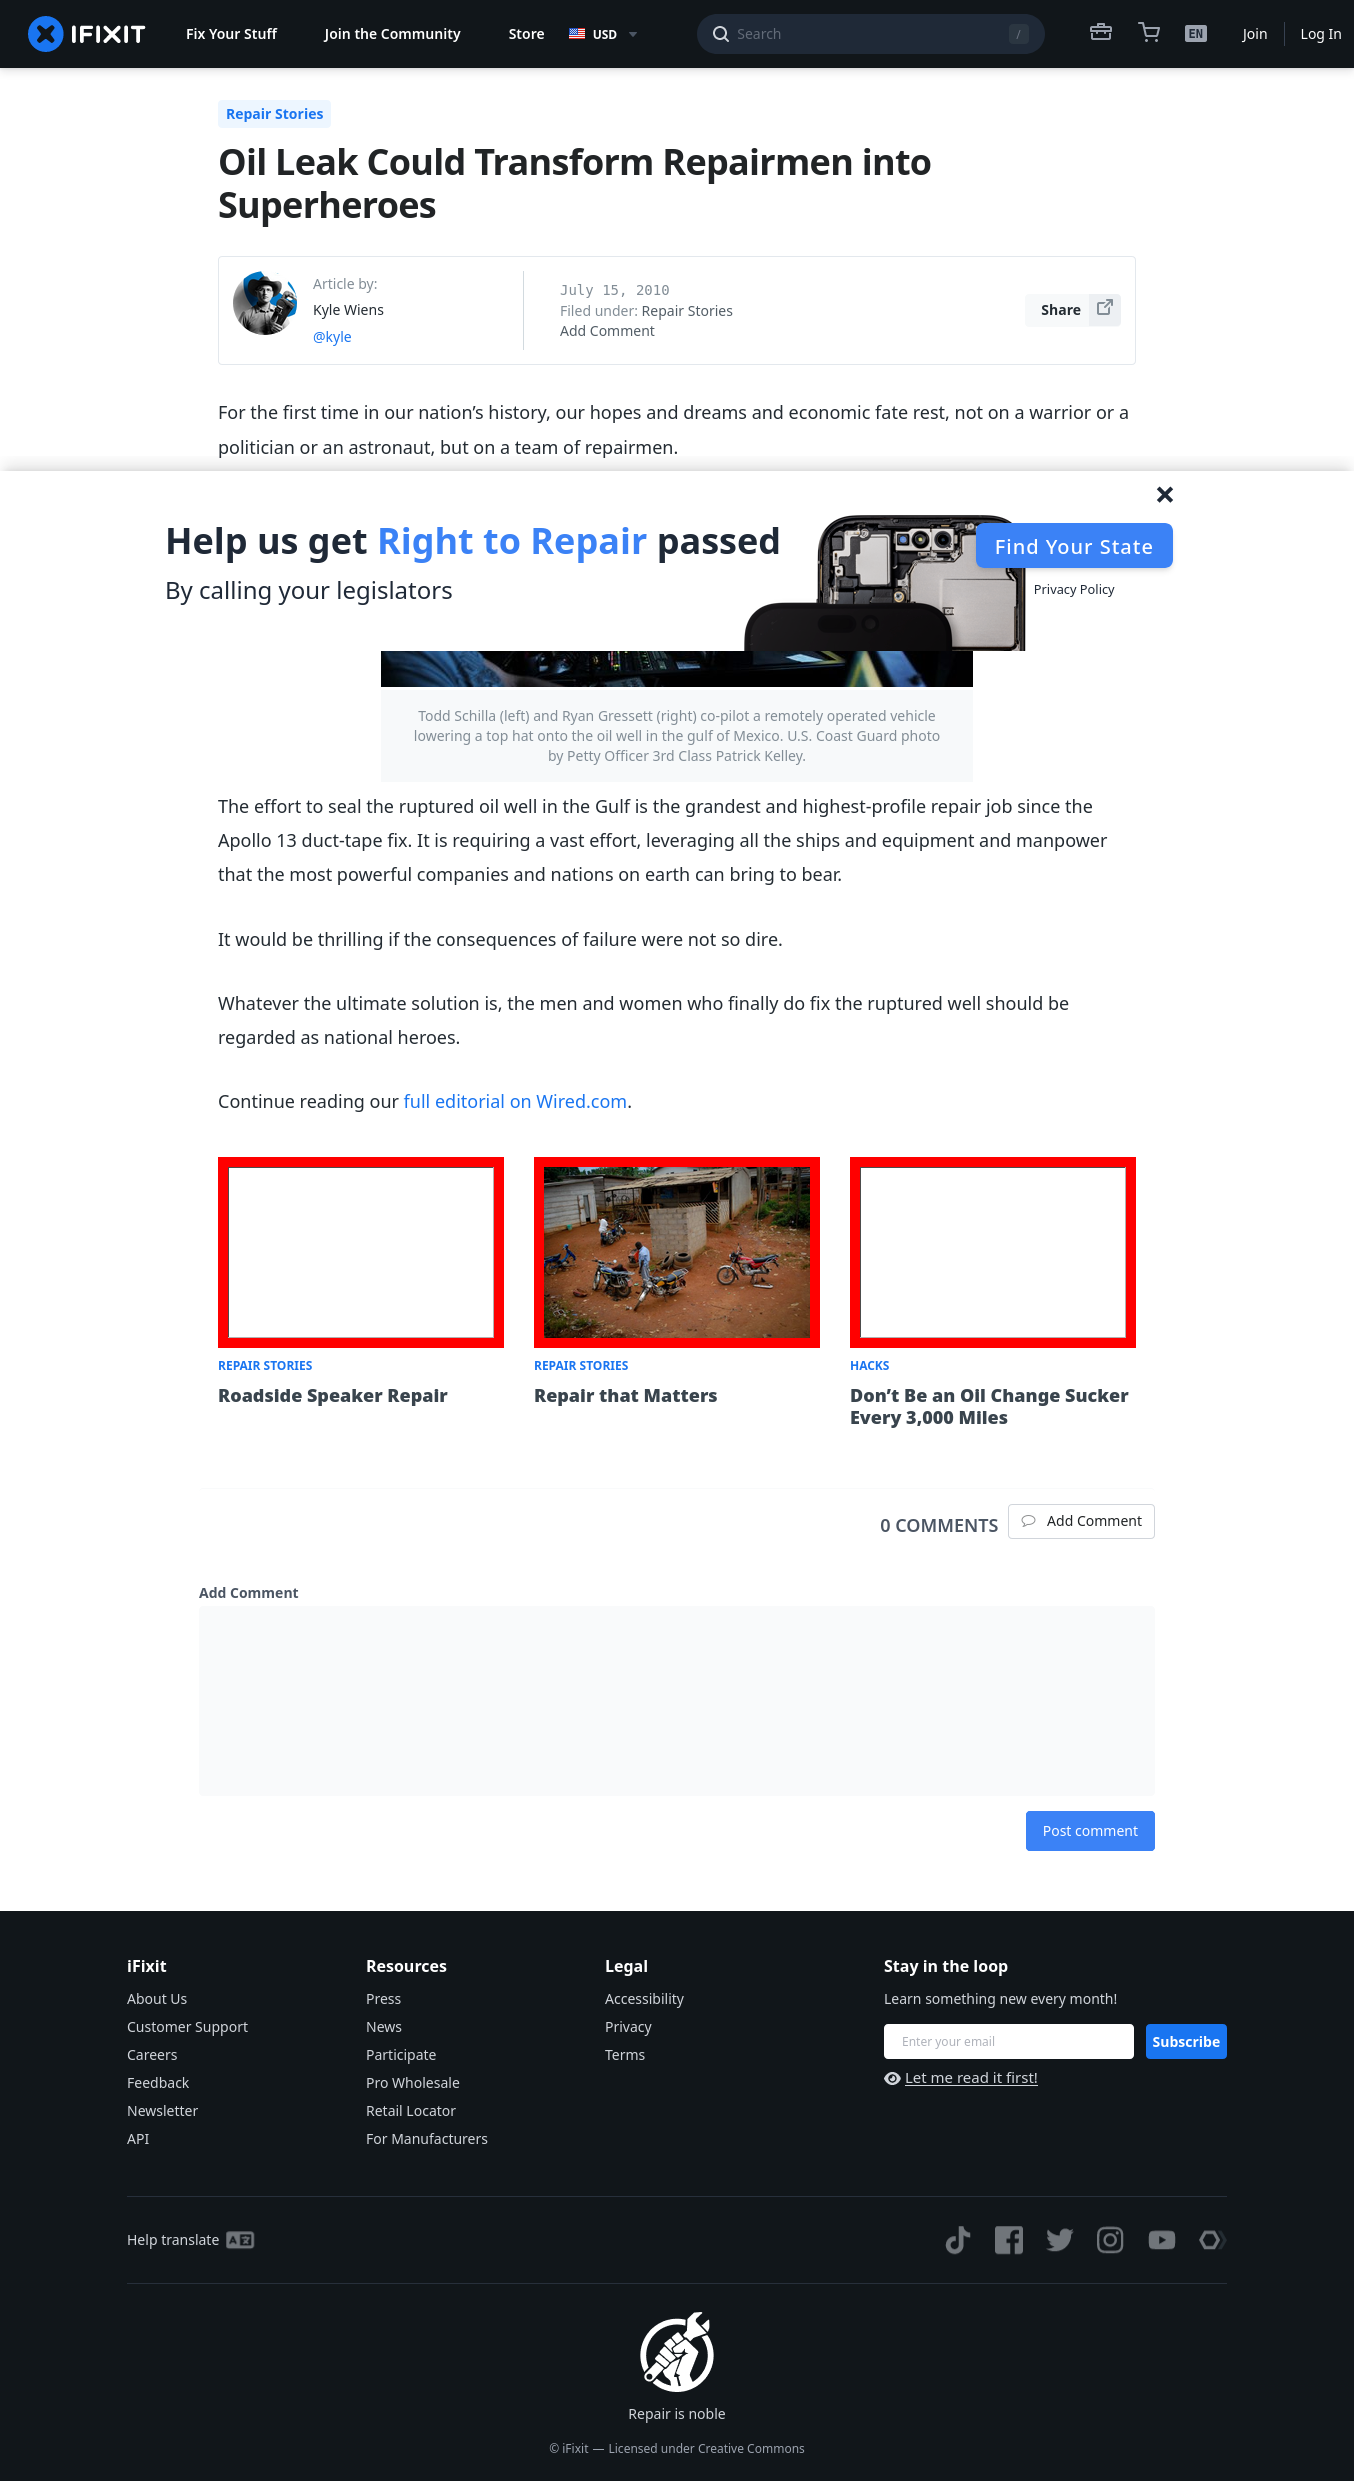 IFIXIT
Fix Your Stuff
Join the Community
Store
USD
Search
/
EN
Join
Log In
Repair Stories
Oil Leak Could Transform Repairmen into
Superheroes
Article by:
Kyle Wiens
@kyle
July 15, 2010
Filed under: Repair Stories
Add Comment
Share
For the first time in our nation’s history, our hopes and dreams and economic fate rest, not on a warrior or a
politician or an astronaut, but on a team of repairmen.
Help us get Right to Repair passed
By calling your legislators
Find Your State
Privacy Policy
Todd Schilla (left) and Ryan Gressett (right) co-pilot a remotely operated vehicle
lowering a top hat onto the oil well in the gulf of Mexico. U.S. Coast Guard photo
by Petty Officer 3rd Class Patrick Kelley.
The effort to seal the ruptured oil well in the Gulf is the grandest and highest-profile repair job since the
Apollo 13 duct-tape fix. It is requiring a vast effort, leveraging all the ships and equipment and manpower
that the most powerful companies and nations on earth can bring to bear.
It would be thrilling if the consequences of failure were not so dire.
Whatever the ultimate solution is, the men and women who finally do fix the ruptured well should be
regarded as national heroes.
Continue reading our full editorial on Wired.com.
REPAIR STORIES
Roadside Speaker Repair
REPAIR STORIES
Repair that Matters
HACKS
Don’t Be an Oil Change Sucker
Every 3,000 Miles
0 COMMENTS
Add Comment
Add Comment
Post comment
iFixit
About Us
Customer Support
Careers
Feedback
Newsletter
API
Resources
Press
News
Participate
Pro Wholesale
Retail Locator
For Manufacturers
Legal
Accessibility
Privacy
Terms
Stay in the loop
Learn something new every month!
Enter your email
Subscribe
Let me read it first!
Help translate
Repair is noble
© iFixit — Licensed under Creative Commons